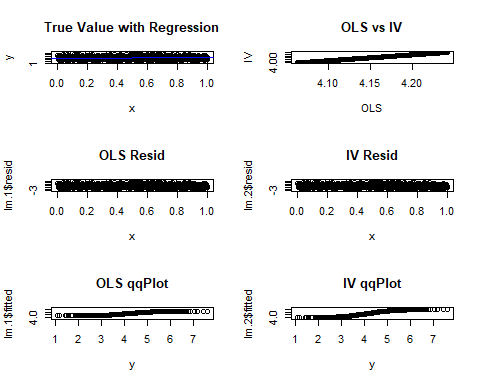 True Value with Regression
y
1
0.0 0.2 0.4 0.6 0.8 1.0
x
OLS vs IV
IV
4.00
4.10 4.15 4.20
OLS
OLS Resid
lm.1$resid
-3
0.0 0.2 0.4 0.6 0.8 1.0
x
IV Resid
lm.2$resid
-3
0.0 0.2 0.4 0.6 0.8 1.0
x
OLS qqPlot
lm.1$fitted
4.0
1 2 3 4 5 6 7
y
IV qqPlot
lm.2$fitted
4.0
1 2 3 4 5 6 7
y